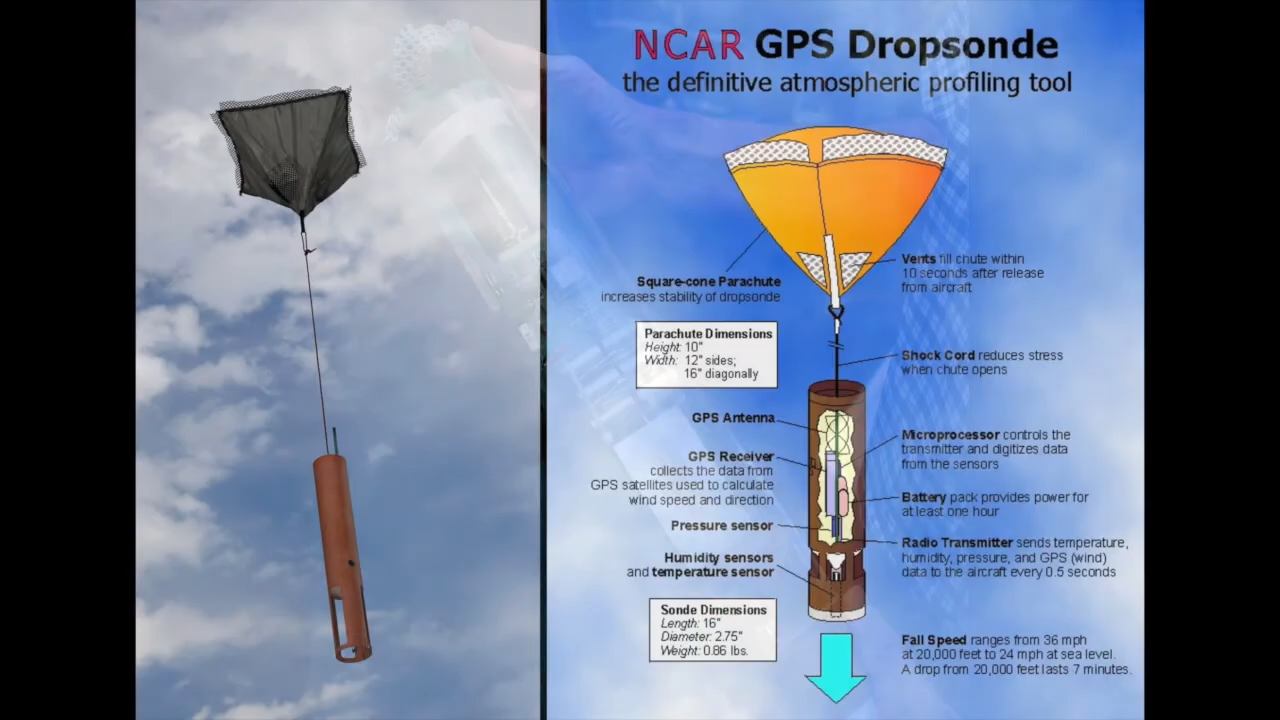 NCAR GPS Dropsonde
the definitive atmospheric profiling tool
Square-cone Parachute
increases stability of dropsonde
Parachute Dimensions
Height: 10"
Width: 12" sides;
16" diagonally
GPS Antenna
GPS Receiver
collects the data from
GPS satellites used to calculate
wind speed and direction
Pressure sensor
Humidity sensors
and temperature sensor
Sonde Dimensions
Length: 16"
Diameter: 2.75"
Weight: 0.86 lbs.
Vents fill chute within
10 seconds after release
from aircraft
Shock Cord reduces stress
when chute opens
Microprocessor controls the
transmitter and digitizes data
from the sensors
Battery pack provides power for
at least one hour
Radio Transmitter sends temperature,
humidity, pressure, and GPS (wind)
data to the aircraft every 0.5 seconds
Fall Speed ranges from 36 mph
at 20,000 feet to 24 mph at sea level.
A drop from 20,000 feet lasts 7 minutes.